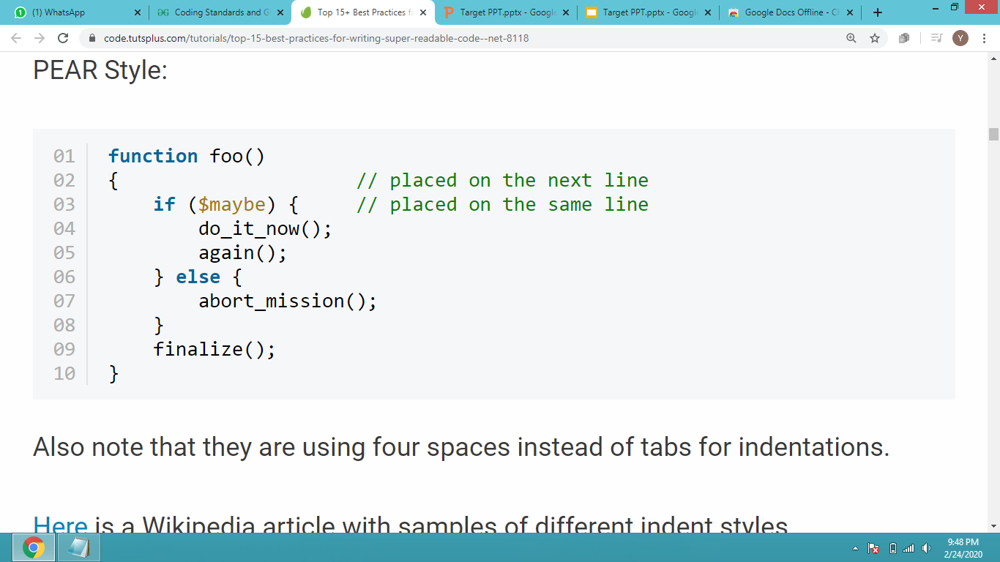 (1) WhatsApp
Coding Standards and G
Top 15+ Best Practices fo
Target PPT.pptx - Google
Target PPT.pptx - Googl
Google Docs Offline - Ch
code.tutsplus.com/tutorials/top-15-best-practices-for-writing-super-readable-code--net-8118
Y
PEAR Style:
01 function foo()
02 { // placed on the next line
03 if ($maybe) { // placed on the same line
04 do_it_now();
05 again();
06 } else {
07 abort_mission();
08 }
09 finalize();
10 }
Also note that they are using four spaces instead of tabs for indentations.
Here is a Wikipedia article with samples of different indent styles
9:48 PM
2/24/2020